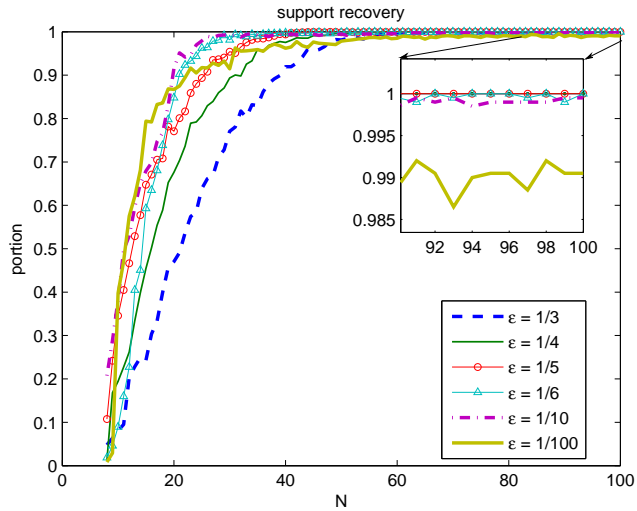 support recovery
portion
1
0.9
0.8
0.7
0.6
0.5
0.4
0.3
0.2
0.1
0
0 20 40 60 80 100
N
1
0.995
0.99
0.985
92 94 96 98 100
ε = 1/3
ε = 1/4
ε = 1/5
ε = 1/6
ε = 1/10
ε = 1/100